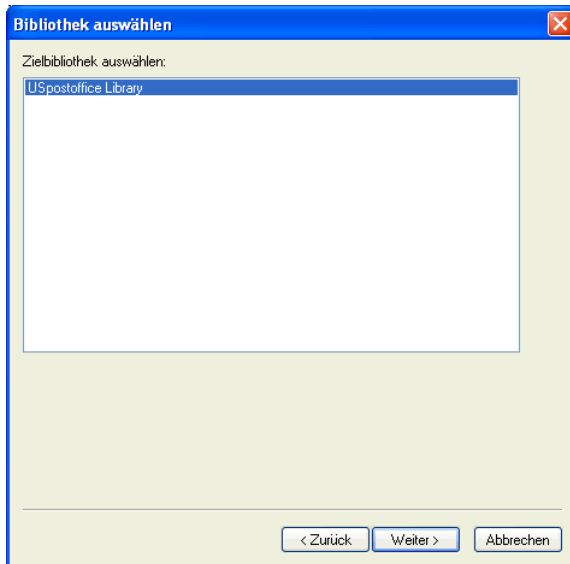 Bibliothek auswählen
Zielbibliothek auswählen:
USpostoffice Library
< Zurück Weiter > Abbrechen